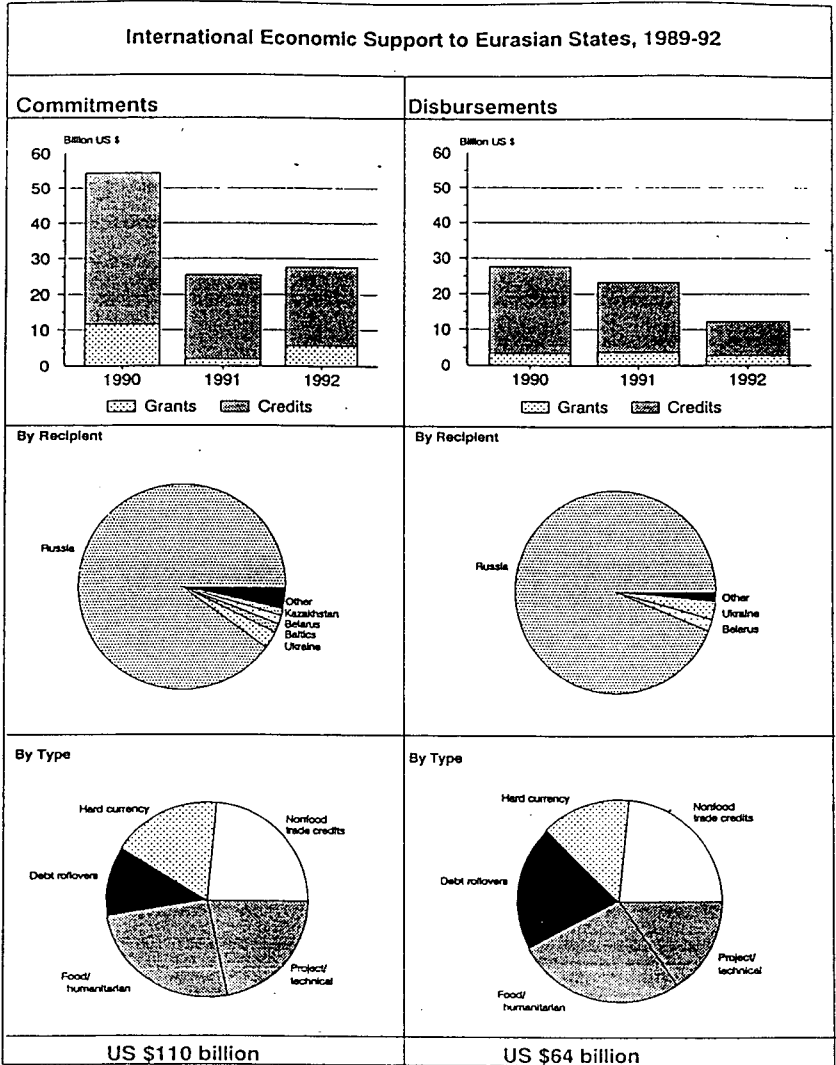 International Economic Support to Eurasian States, 1989-92
Commitments
Billion US $
60
50
40
30
20
10
0
1990
1991
1992
Grants
Credits
Disbursements
Billion US $
60
50
40
30
20
10
0
1990
1991
1992
Grants
Credits
By Recipient
Russia
Other
Kazakhstan
Belarus
Baltics
Ukraine
By Recipient
Russia
Other
Ukraine
Belarus
By Type
Hard currency
Nonfood
trade credits
Debt rollovers
Food/
humanitarian
Project/
technical
By Type
Hard currency
Nonfood
trade credits
Debt rollovers
Food/
humanitarian
Project/
technical
US $110 billion
US $64 billion